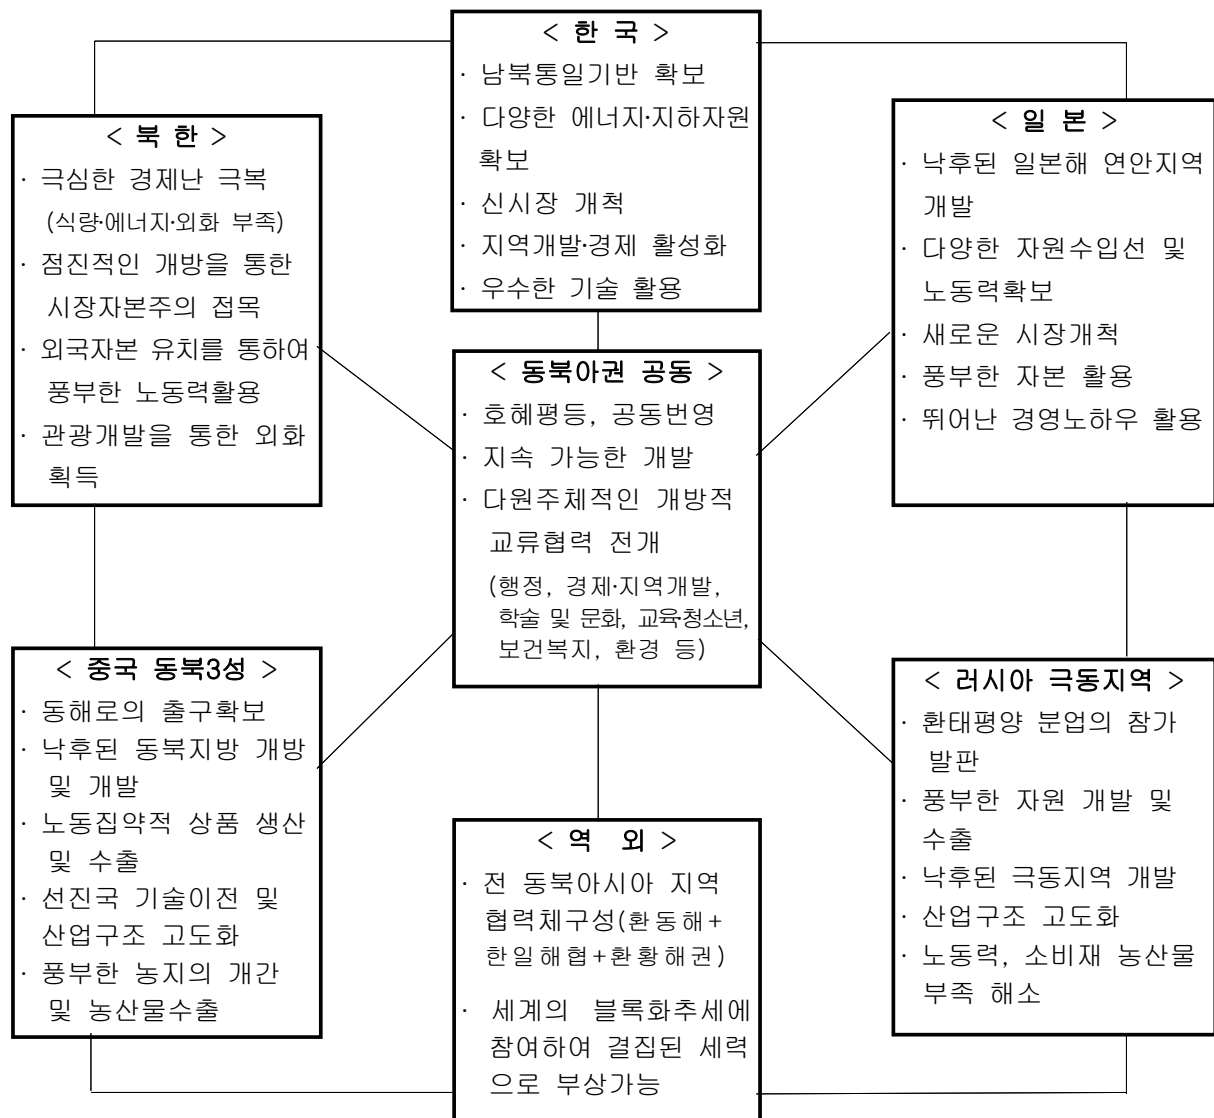 < 한 국 >
· 남북통일기반 확보
· 다양한 에너지·지하자원
확보
· 신시장 개척
· 지역개발·경제 활성화
· 우수한 기술 활용
< 북 한 >
· 극심한 경제난 극복
(식량·에너지·외화 부족)
· 점진적인 개방을 통한
시장자본주의 접목
· 외국자본 유치를 통하여
풍부한 노동력활용
· 관광개발을 통한 외화
획득
< 일 본 >
· 낙후된 일본해 연안지역
개발
· 다양한 자원수입선 및
노동력확보
· 새로운 시장개척
· 풍부한 자본 활용
· 뛰어난 경영노하우 활용
< 동북아권 공동 >
· 호혜평등, 공동번영
· 지속 가능한 개발
· 다원주체적인 개방적
교류협력 전개
(행정, 경제·지역개발,
학술 및 문화, 교육·청소년,
보건복지, 환경 등)
< 중국 동북3성 >
· 동해로의 출구확보
· 낙후된 동북지방 개방
및 개발
· 노동집약적 상품 생산
및 수출
· 선진국 기술이전 및
산업구조 고도화
· 풍부한 농지의 개간
및 농산물수출
< 러시아 극동지역 >
· 환태평양 분업의 참가
발판
· 풍부한 자원 개발 및
수출
· 낙후된 극동지역 개발
· 산업구조 고도화
· 노동력, 소비재 농산물
부족 해소
< 역 외 >
· 전 동북아시아 지역
협력체구성(환동해+
한일해협+환황해권)
· 세계의 블록화추세에
참여하여 결집된 세력
으로 부상가능